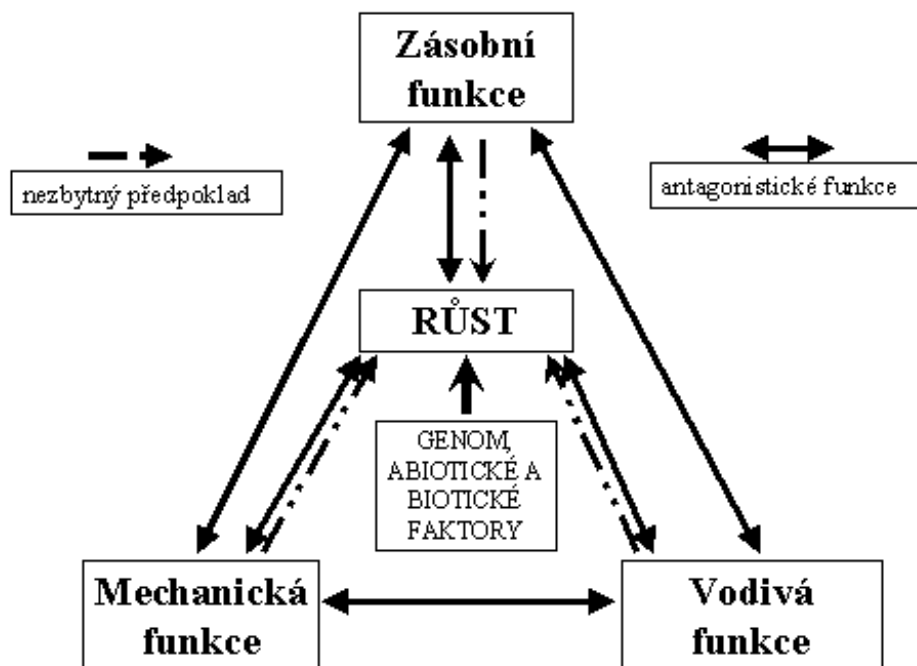 Zásobní
funkce
nezbytný předpoklad
antagonistické funkce
RŮST
GENOM,
ABIOTICKÉ A
BIOTICKÉ
FAKTORY
Mechanická
funkce
Vodivá
funkce